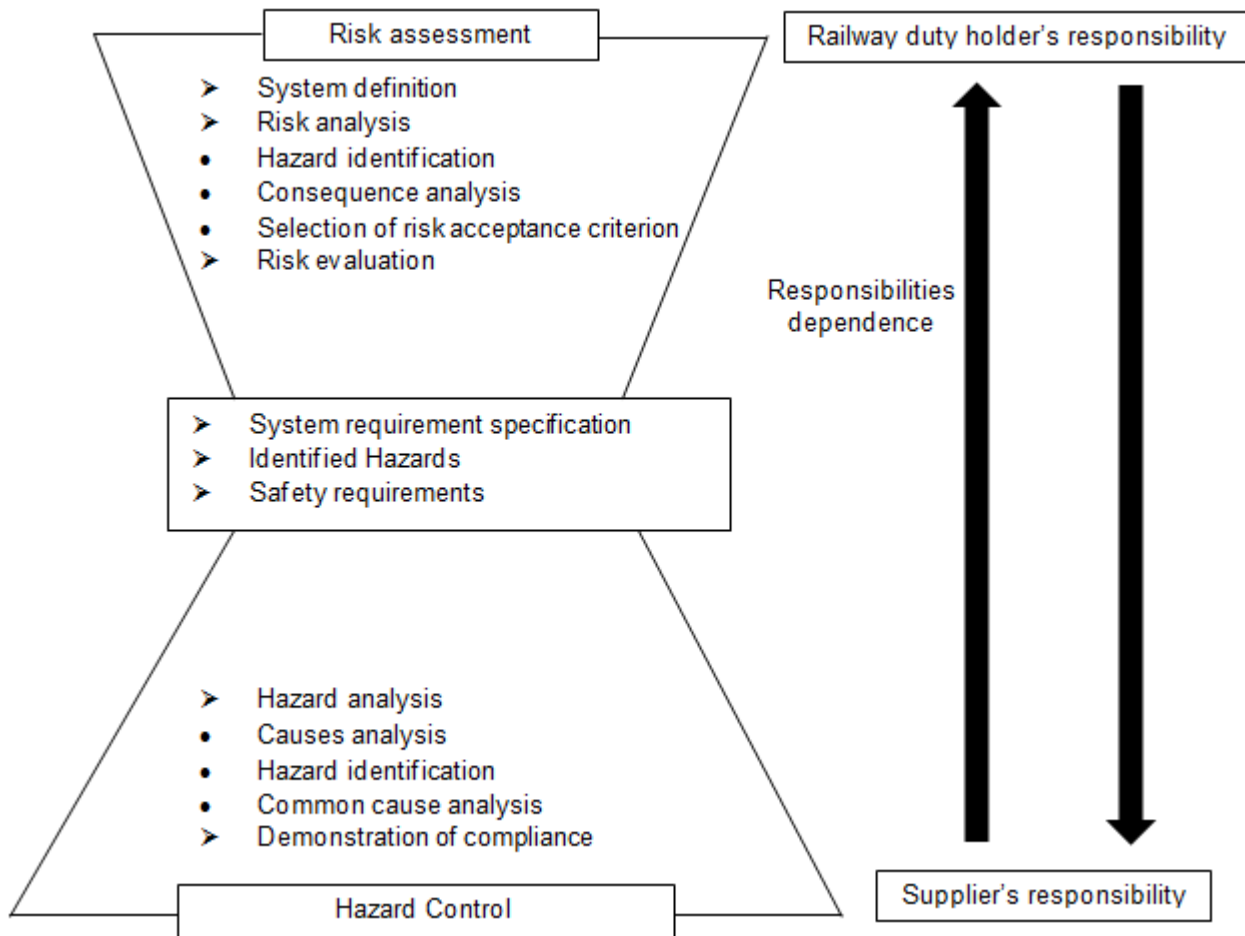 Risk assessment
Railway duty holder's responsibility
➤ System definition
➤ Risk analysis
• Hazard identification
• Consequence analysis
• Selection of risk acceptance criterion
➤ Risk evaluation
Responsibilities
dependence
➤ System requirement specification
➤ Identified Hazards
➤ Safety requirements
➤ Hazard analysis
• Causes analysis
• Hazard identification
• Common cause analysis
➤ Demonstration of compliance
Hazard Control
Supplier's responsibility